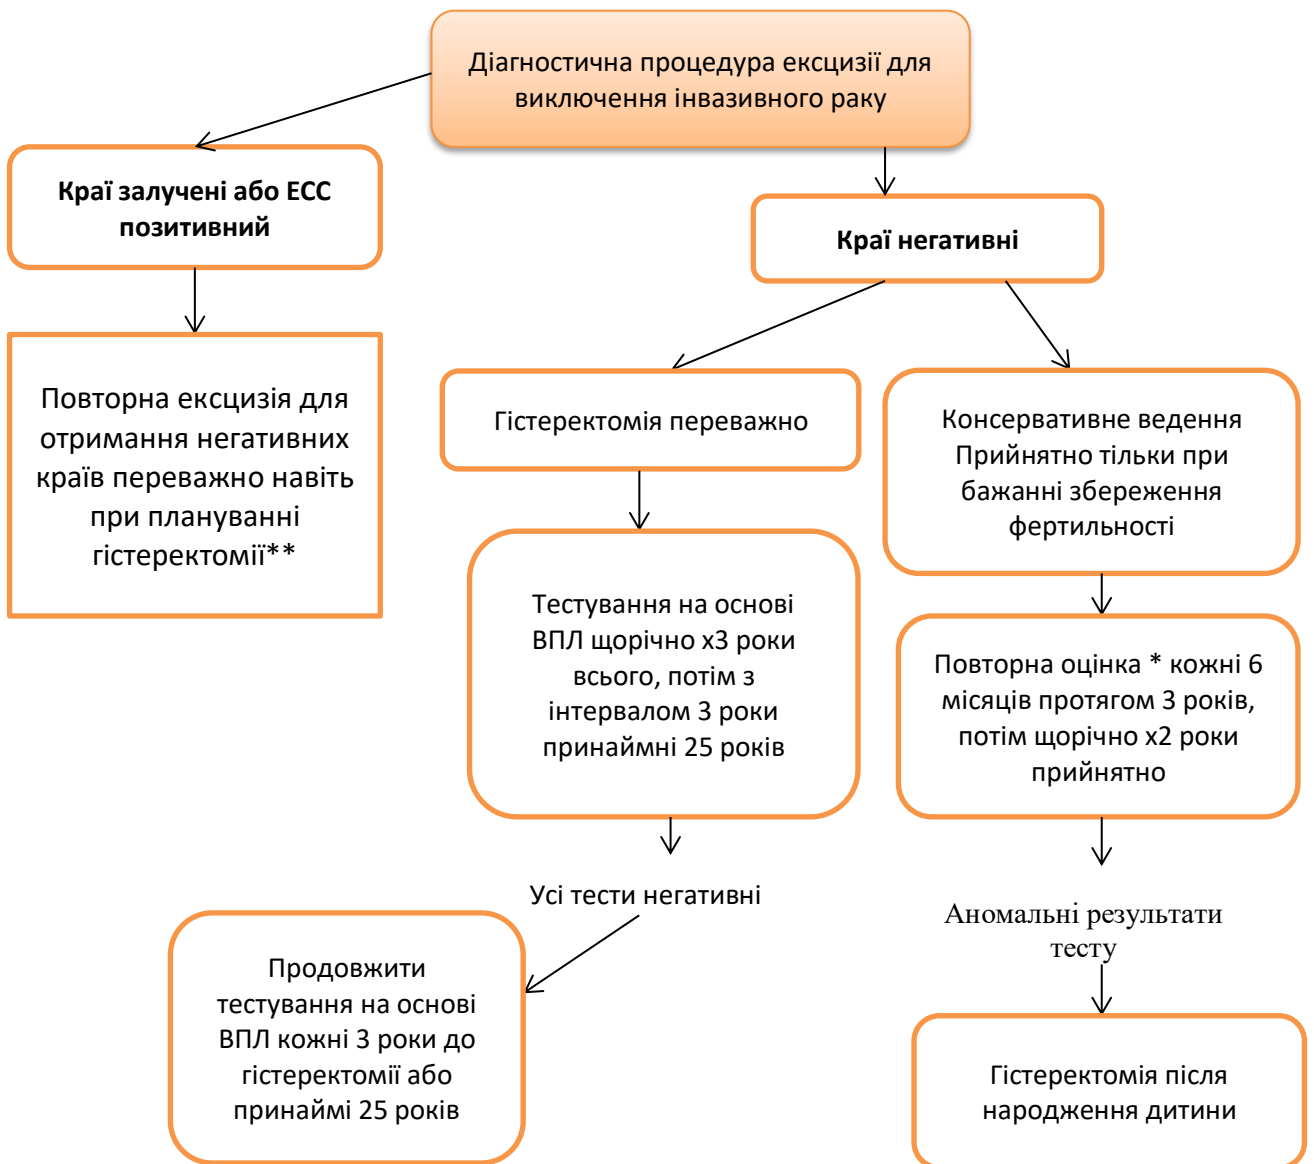 Діагностична процедура ексцизії для
виключення інвазивного раку
Краї залучені або ECC
позитивний
Краї негативні
Повторна ексцизія для
отримання негативних
країв переважно навіть
при плануванні
гістеректомії**
Гістеректомія переважно
Консервативне ведення
Прийнятно тільки при
бажанні збереження
фертильності
Тестування на основі
ВПЛ щорічно х3 роки
всього, потім з
інтервалом 3 роки
принаймні 25 років
Повторна оцінка * кожні 6
місяців протягом 3 років,
потім щорічно х2 роки
прийнятно
Усі тести негативні
Аномальні результати
тесту
Продовжити
тестування на основі
ВПЛ кожні 3 роки до
гістеректомії або
принаймі 25 років
Гістеректомія після
народження дитини